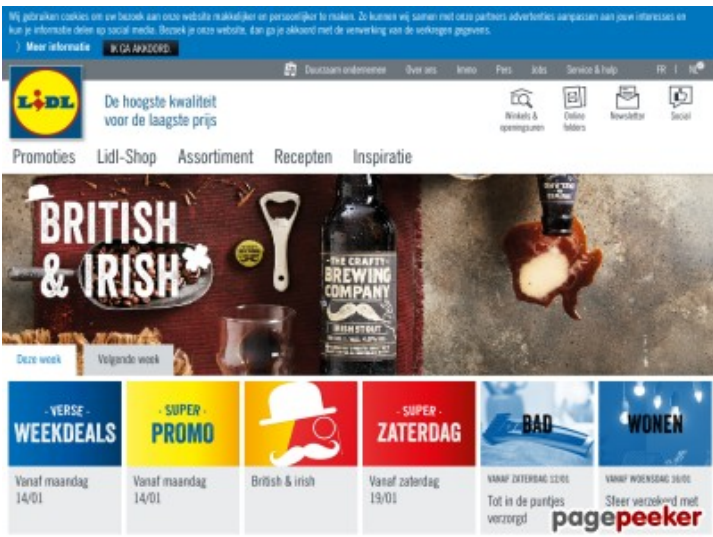 Wij gebruiken cookies om uw bezoek aan onze website makkelijker en persoonlijker te maken. Zo kunnen wij samen met onze partners advertenties aanpassen aan jouw interesses en
kun je informatie delen op social media. Bezoek je onze website, dan ga je akkoord met de verwerking van de verkregen gegevens.
Meer informatie IK GA AKKOORD
Duurzaam ondernemen Over ons Immo Pers Jobs Service & hulp FR | NL
LIDL
De hoogste kwaliteit
voor de laagste prijs
Winkels &
openingsuren
Online
folders
Newsletter
Social
Promoties Lidl-Shop Assortiment Recepten Inspiratie
BRITISH
& IRISH
THE CRAFTY
BREWING
COMPANY
IRISH STOUT
Deze week Volgende week
- VERSE -
WEEKDEALS
- SUPER -
PROMO
- SUPER -
ZATERDAG
BAD
WONEN
Vanaf maandag
14/01
Vanaf maandag
14/01
British & irish
Vanaf zaterdag
19/01
VANAF ZATERDAG 12/01
Tot in de puntjes
verzorgd
VANAF WOENSDAG 16/01
Sfeer verzekerd met
pagepeeker